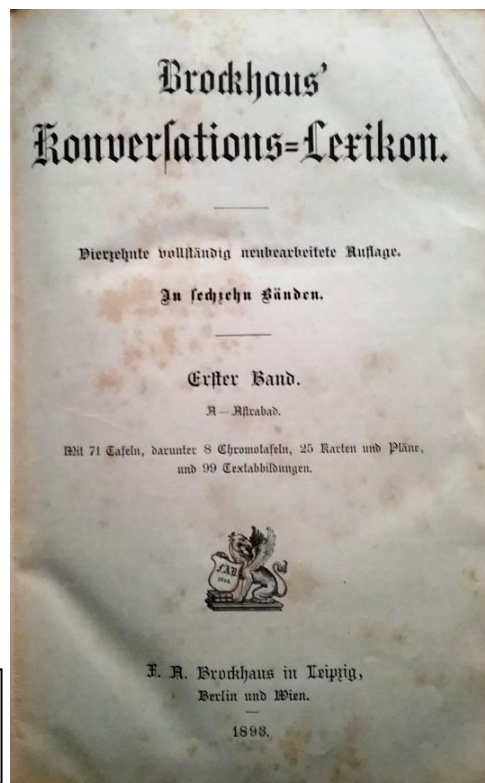 Brockhaus'
Konversations=Lexikon.
Vierzehnte vollständig neubearbeitete Auflage.
In sechzehn Bänden.
Erster Band.
A — Astrabad.
Mit 71 Tafeln, darunter 8 Chromotafeln, 25 Karten und Pläne,
und 99 Textabbildungen.
FAB
F. A. Brockhaus in Leipzig,
Berlin und Wien.
1893.